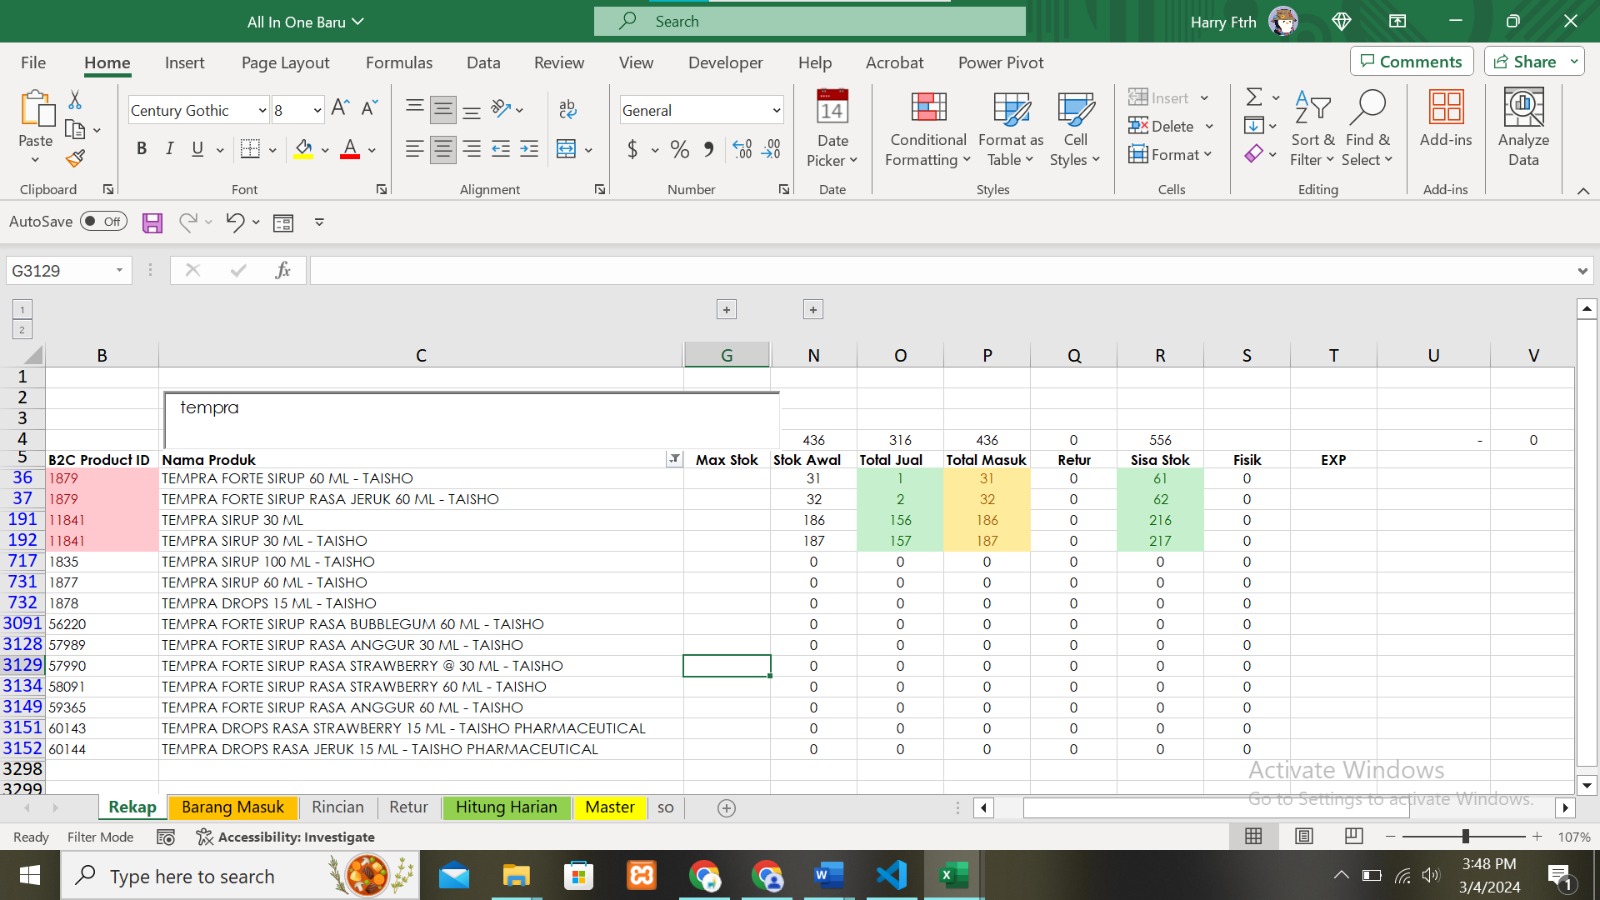 All In One Baru
Search
Harry Ftrh
File Home Insert Page Layout Formulas Data Review View Developer Help Acrobat Power Pivot Comments Share
Paste
Century Gothic 8
B I U A
ab
General
$ % 9 .00 .00
14
Date Picker
Conditional Formatting
Format as Table
Cell Styles
Insert
Delete
Format
Sort & Filter
Find & Select
Add-ins
Analyze Data
Clipboard Font Alignment Number Date Styles Cells Editing Add-ins
AutoSave Off
G3129 fx
1
2
B C G N O P Q R S T U V
1
2
tempra
3
4 436 316 436 0 556 - 0
5 B2C Product ID Nama Produk Max Stok Stok Awal Total Jual Total Masuk Retur Sisa Stok Fisik EXP
36 1879 TEMPRA FORTE SIRUP 60 ML - TAISHO 31 1 31 0 61 0
37 1879 TEMPRA FORTE SIRUP RASA JERUK 60 ML - TAISHO 32 2 32 0 62 0
191 11841 TEMPRA SIRUP 30 ML 186 156 186 0 216 0
192 11841 TEMPRA SIRUP 30 ML - TAISHO 187 157 187 0 217 0
717 1835 TEMPRA SIRUP 100 ML - TAISHO 0 0 0 0 0 0
731 1877 TEMPRA SIRUP 60 ML - TAISHO 0 0 0 0 0 0
732 1878 TEMPRA DROPS 15 ML - TAISHO 0 0 0 0 0 0
3091 56220 TEMPRA FORTE SIRUP RASA BUBBLEGUM 60 ML - TAISHO 0 0 0 0 0 0
3128 57989 TEMPRA FORTE SIRUP RASA ANGGUR 30 ML - TAISHO 0 0 0 0 0 0
3129 57990 TEMPRA FORTE SIRUP RASA STRAWBERRY @ 30 ML - TAISHO 0 0 0 0 0 0
3134 58091 TEMPRA FORTE SIRUP RASA STRAWBERRY 60 ML - TAISHO 0 0 0 0 0 0
3149 59365 TEMPRA FORTE SIRUP RASA ANGGUR 60 ML - TAISHO 0 0 0 0 0 0
3151 60143 TEMPRA DROPS RASA STRAWBERRY 15 ML - TAISHO PHARMACEUTICAL 0 0 0 0 0 0
3152 60144 TEMPRA DROPS RASA JERUK 15 ML - TAISHO PHARMACEUTICAL 0 0 0 0 0 0
3298
3299
Activate Windows
Go to Settings to activate Windows.
Rekap Barang Masuk Rincian Retur Hitung Harian Master so
Ready Filter Mode Accessibility: Investigate 107%
Type here to search
3:48 PM
3/4/2024
1